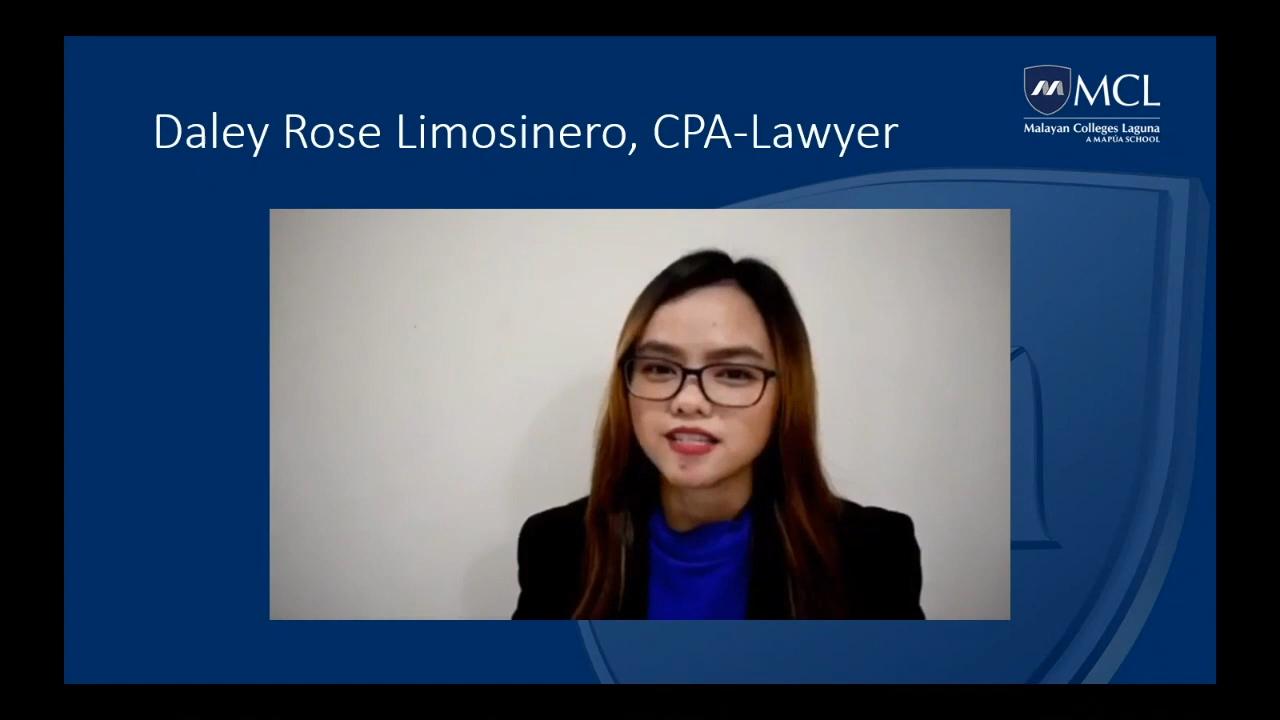 Daley Rose Limosinero, CPA-Lawyer
MCL
Malayan Colleges Laguna
A MAPÚA SCHOOL